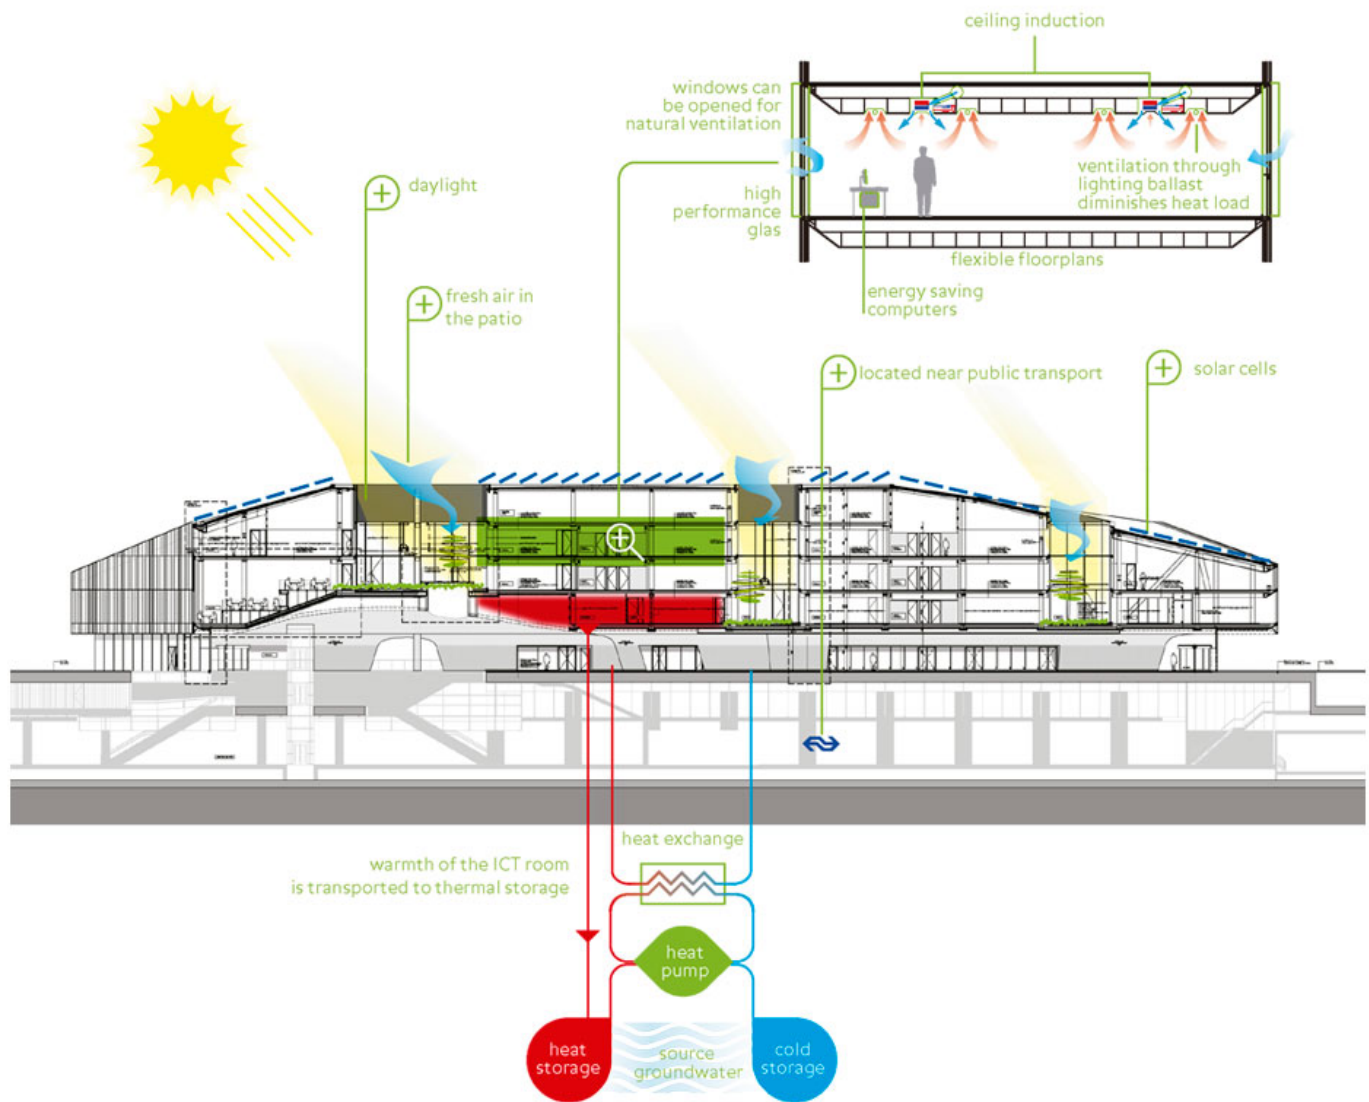 ceiling induction
windows can
be opened for
natural ventilation
ventilation through
lighting ballast
diminishes heat load
high
performance
glas
flexible floorplans
energy saving
computers
daylight
fresh air in
the patio
located near public transport
solar cells
heat exchange
warmth of the ICT room
is transported to thermal storage
heat
pump
heat
storage
source
groundwater
cold
storage